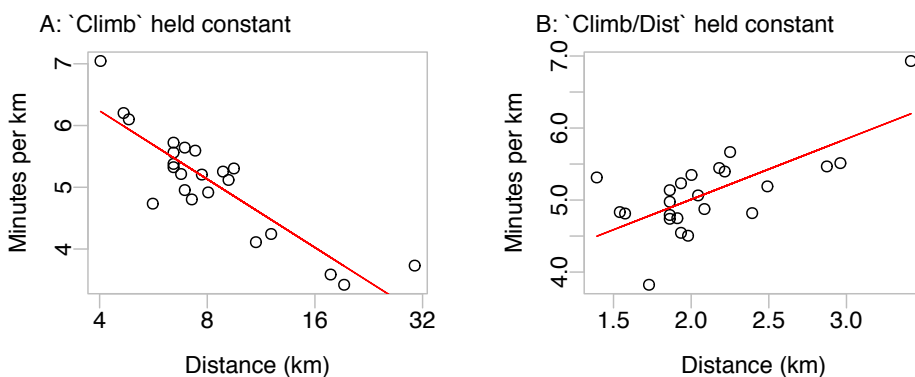 A: `Climb` held constant
Minutes per km
7
6
5
4
4 8 16 32
Distance (km)
B: `Climb/Dist` held constant
Minutes per km
7.0
6.0
5.0
4.0
1.5 2.0 2.5 3.0
Distance (km)